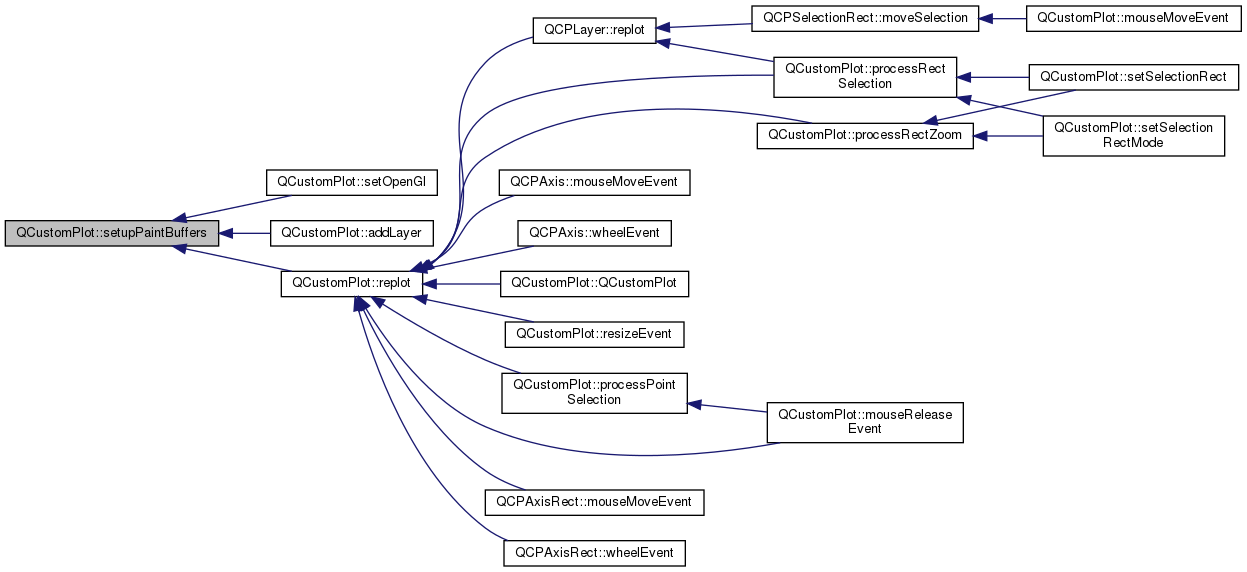 QCustomPlot::setupPaintBuffers
QCustomPlot::setOpenGl
QCustomPlot::addLayer
QCustomPlot::replot
QCPLayer::replot
QCPSelectionRect::moveSelection
QCustomPlot::mouseMoveEvent
QCustomPlot::processRect
Selection
QCustomPlot::setSelectionRect
QCustomPlot::setSelection
RectMode
QCustomPlot::processRectZoom
QCPAxis::mouseMoveEvent
QCPAxis::wheelEvent
QCustomPlot::QCustomPlot
QCustomPlot::resizeEvent
QCustomPlot::processPoint
Selection
QCustomPlot::mouseRelease
Event
QCPAxisRect::mouseMoveEvent
QCPAxisRect::wheelEvent